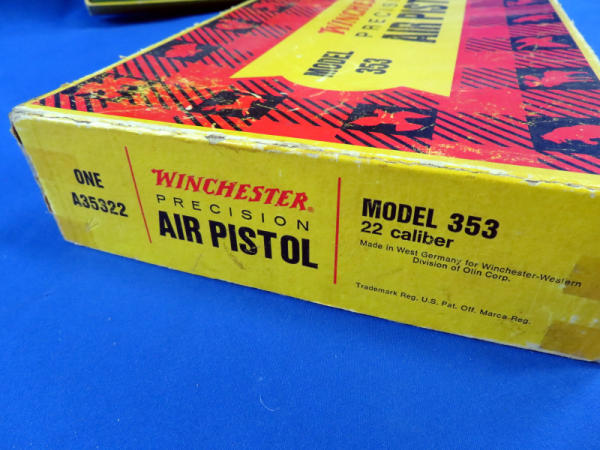 WINCHESTER
PRECISION
AIR PISTOL
MODEL
353
ONE
A35322
WINCHESTER®
PRECISION
AIR PISTOL
MODEL 353
22 caliber
Made in West Germany for Winchester-Western
Division of Olin Corp.
Trademark Reg. U.S. Pat. Off. Marca Reg.